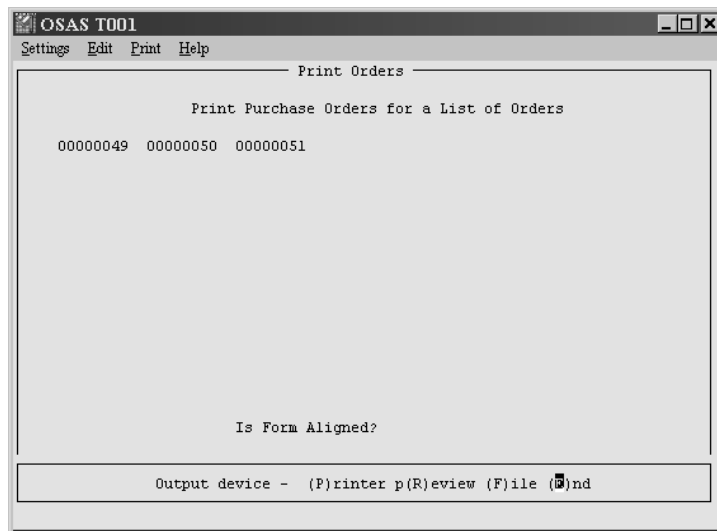 OSAS T001
Settings Edit Print Help
Print Orders
Print Purchase Orders for a List of Orders
00000049 00000050 00000051
Is Form Aligned?
Output device - (P)rinter p(R)eview (F)ile (E)nd